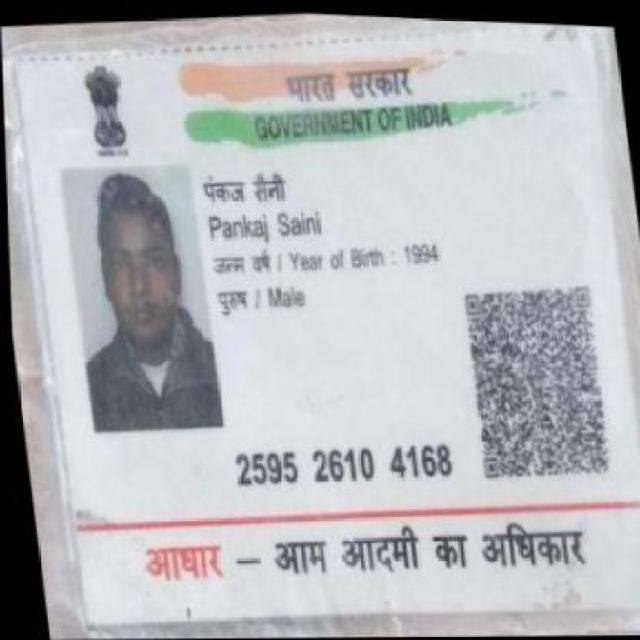 भारत सरकार
GOVERNMENT OF INDIA
पंकज सैनी
Pankaj Saini
जन्म वर्ष / Year of Birth : 1994
पुरुष / Male
2595 2610 4168
आधार – आम आदमी का अधिकार